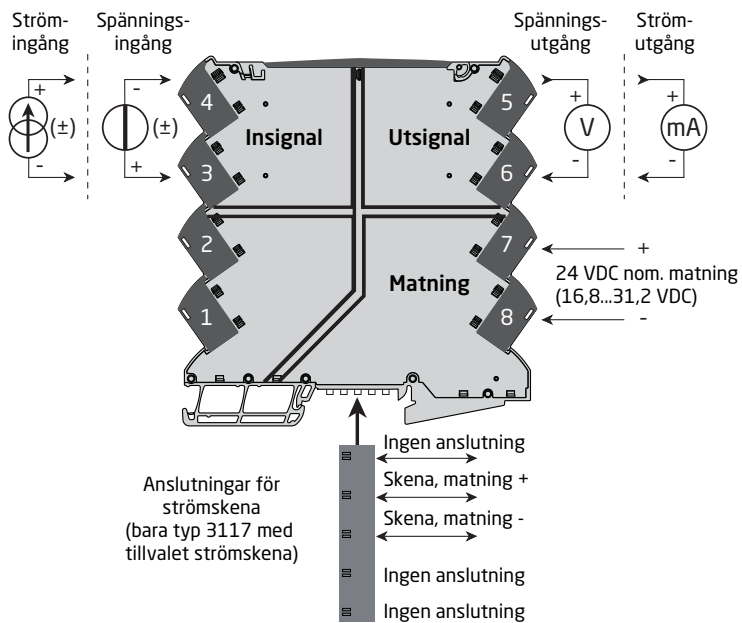 Ström-
ingång
Spännings-
ingång
Spännings-
utgång
Ström-
utgång
+
(±)
-
-
(±)
+
4
3
2
1
Insignal
Utsignal
Matning
5
6
7
8
+
V
-
+
mA
-
+
24 VDC nom. matning
(16,8...31,2 VDC)
-
Anslutningar för
strömskena
(bara typ 3117 med
tillvalet strömskena)
Ingen anslutning
Skena, matning +
Skena, matning -
Ingen anslutning
Ingen anslutning